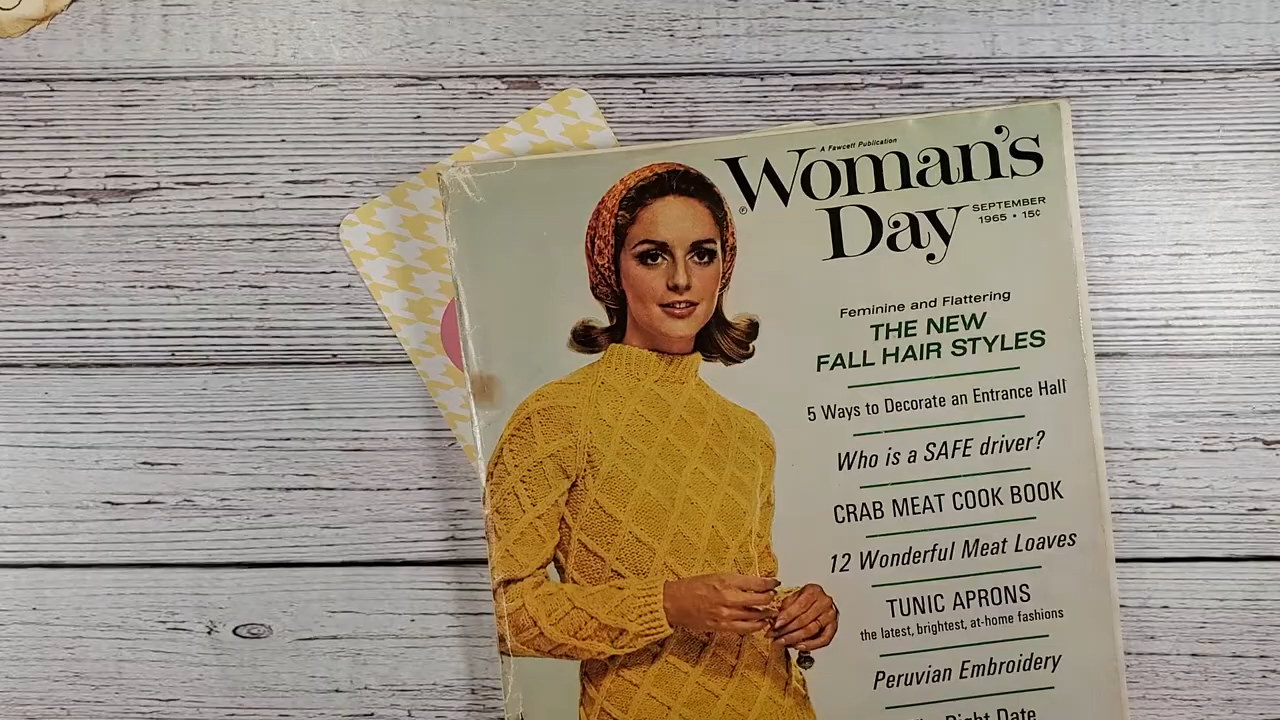 A Fawcett Publication
Woman's
Day
SEPTEMBER
1965 • 15¢
Feminine and Flattering
THE NEW
FALL HAIR STYLES
5 Ways to Decorate an Entrance Hall
Who is a SAFE driver?
CRAB MEAT COOK BOOK
12 Wonderful Meat Loaves
TUNIC APRONS
the latest, brightest, at-home fashions
Peruvian Embroidery
Right Date